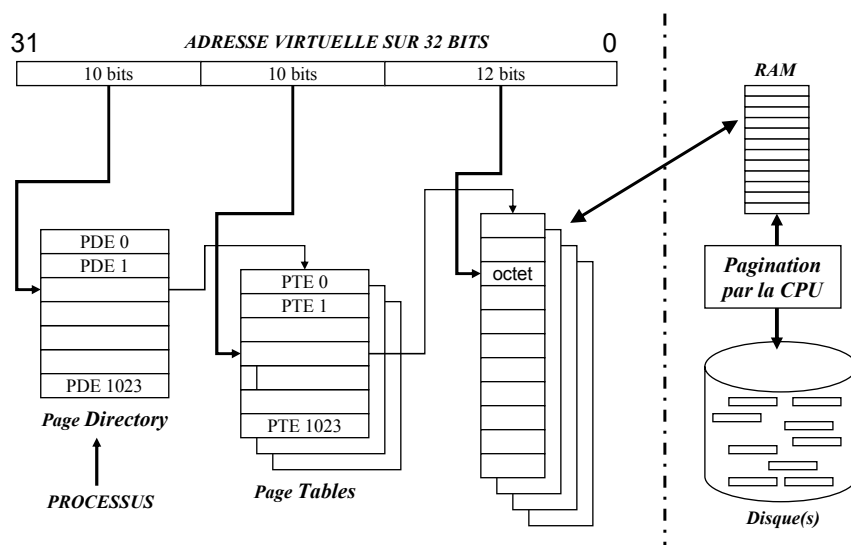 ADRESSE VIRTUELLE SUR 32 BITS
31
0
10 bits
10 bits
12 bits
PDE 0
PDE 1
PDE 1023
Page Directory
PROCESSUS
PTE 0
PTE 1
PTE 1023
Page Tables
octet
RAM
Pagination
par la CPU
Disque(s)